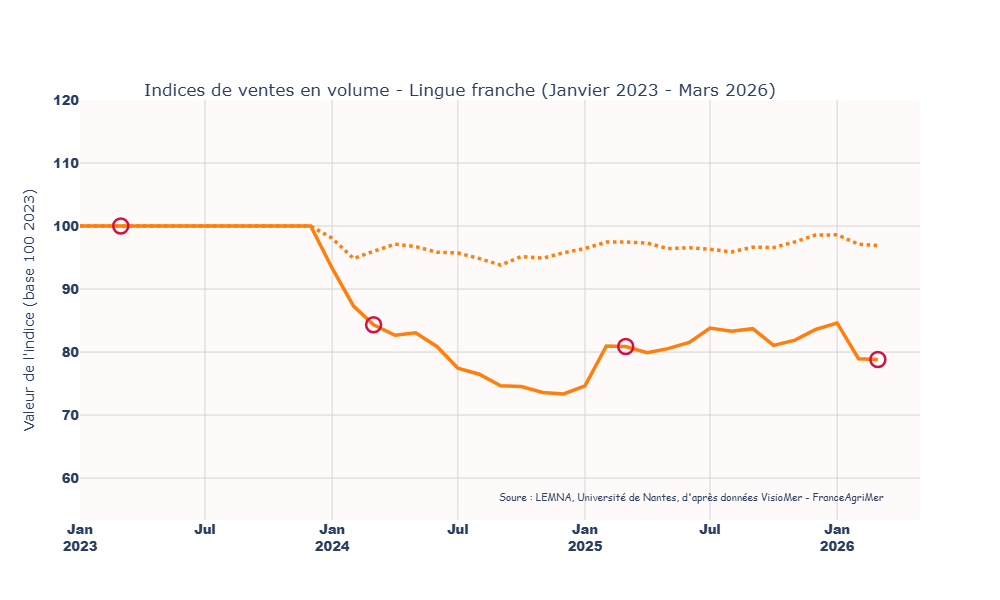 Indices de ventes en volume - Lingue franche (Janvier 2023 - Mars 2026)
Valeur de l'indice (base 100 2023)
120
110
100
90
80
70
60
Soure : LEMNA, Université de Nantes, d'après données VisioMer - FranceAgriMer
Jan Jul Jan Jul Jan Jul Jan
2023 2024 2025 2026